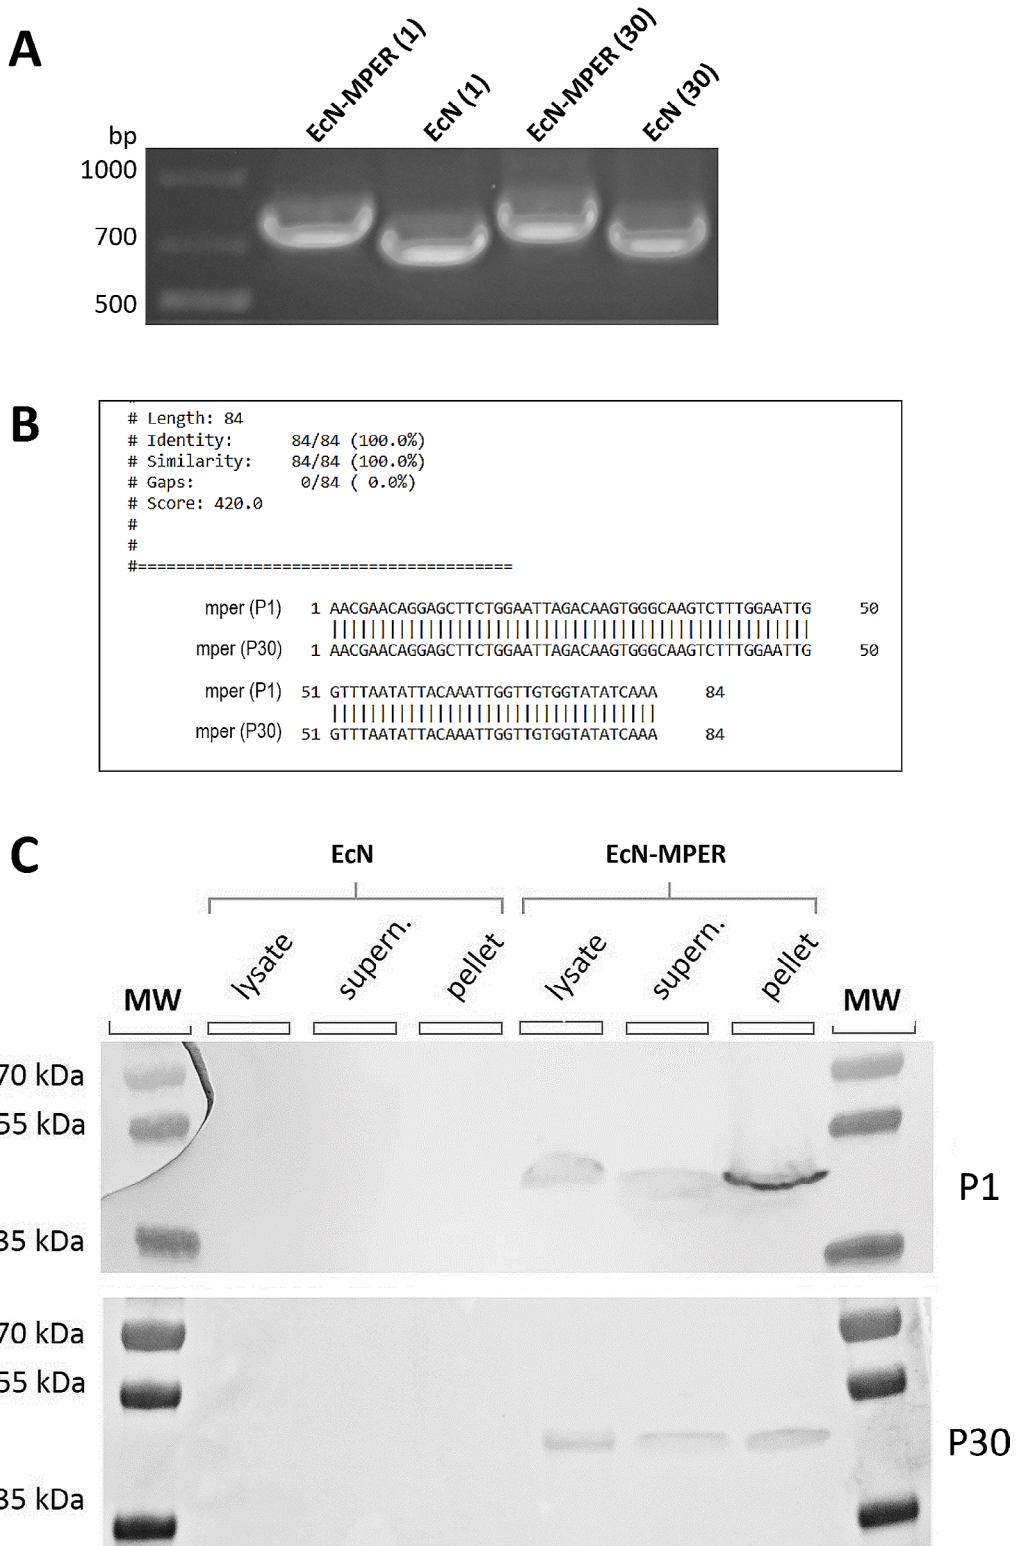 A
EcN-MPER (1)
EcN (1)
EcN-MPER (30)
EcN (30)
bp
1000
700
500
B
# Length: 84
# Identity: 84/84 (100.0%)
# Similarity: 84/84 (100.0%)
# Gaps: 0/84 ( 0.0%)
# Score: 420.0
#
#
#=======================================
mper (P1) 1 AACGAACAGGAGCTTCTGGAATTAGACAAGTGGGCAAGTCTTTGGAATTG 50
||||||||||||||||||||||||||||||||||||||||||||||||||
mper (P30) 1 AACGAACAGGAGCTTCTGGAATTAGACAAGTGGGCAAGTCTTTGGAATTG 50
mper (P1) 51 GTTTAATATTACAAATTGGTTGTGGTATATCAAA 84
||||||||||||||||||||||||||||||||||
mper (P30) 51 GTTTAATATTACAAATTGGTTGTGGTATATCAAA 84
C
EcN
EcN-MPER
MW
lysate
supern.
pellet
lysate
supern.
pellet
MW
70 kDa
55 kDa
35 kDa
P1
70 kDa
55 kDa
35 kDa
P30